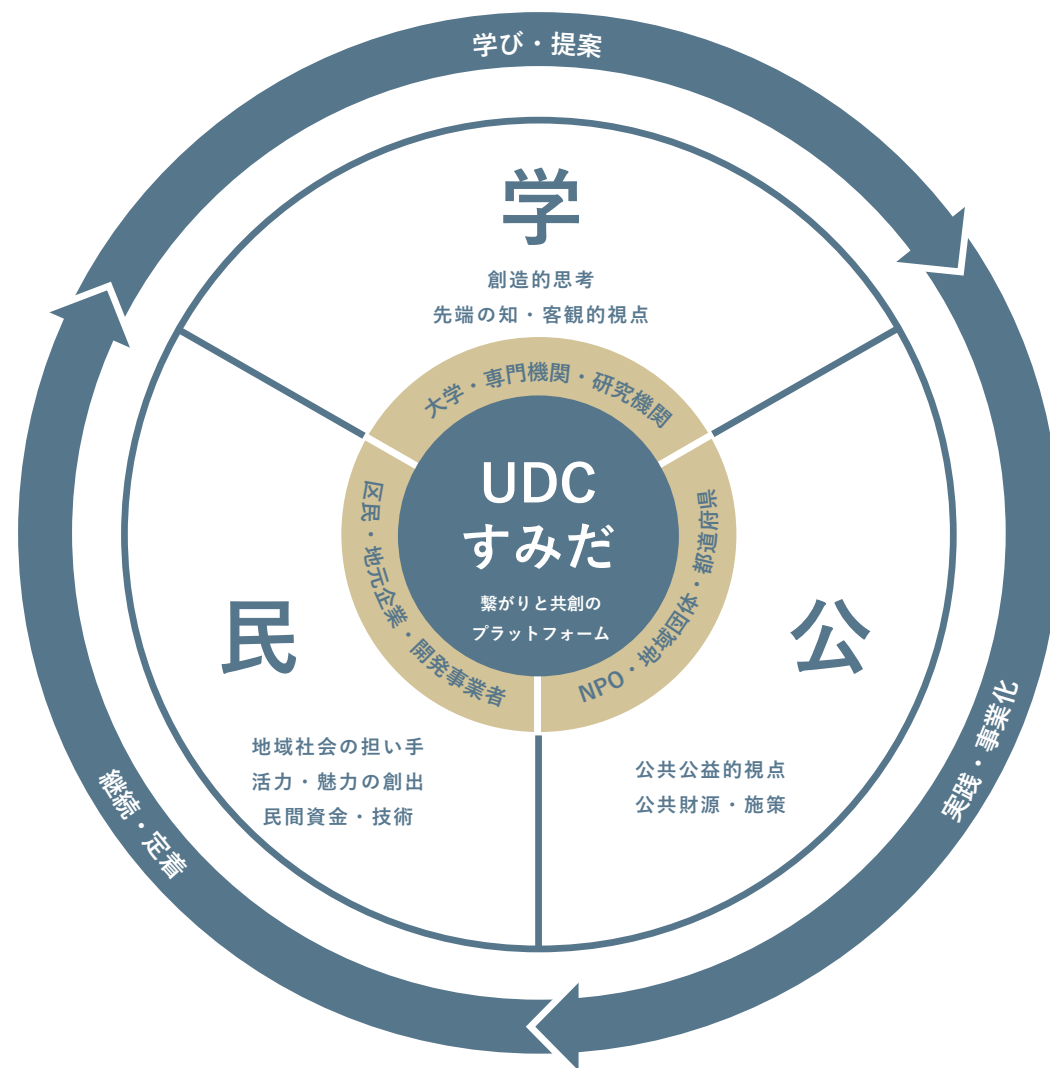 学び・提案
学
創造的思考
先端の知・客観的視点
大学・専門機関・研究機関
UDC
すみだ
繋がりと共創の
プラットフォーム
区民・地元企業・開発事業者
NPO・地域団体・都道府県
民
地域社会の担い手
活力・魅力の創出
民間資金・技術
公
公共公益的視点
公共財源・施策
実践・事業化
継続・定着